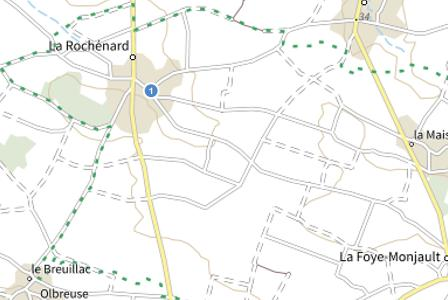 34
La Rochénard
1
la Mais
La Foye-Monjault
le Breuillac
Olbreuse